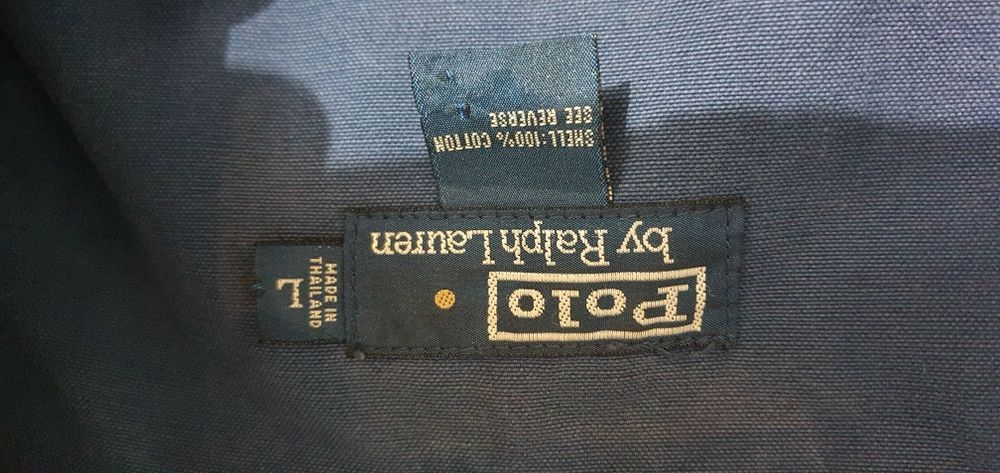 Polo
by Ralph Lauren
L
MADE IN
THAILAND
SHELL:100% COTTON
SEE REVERSE